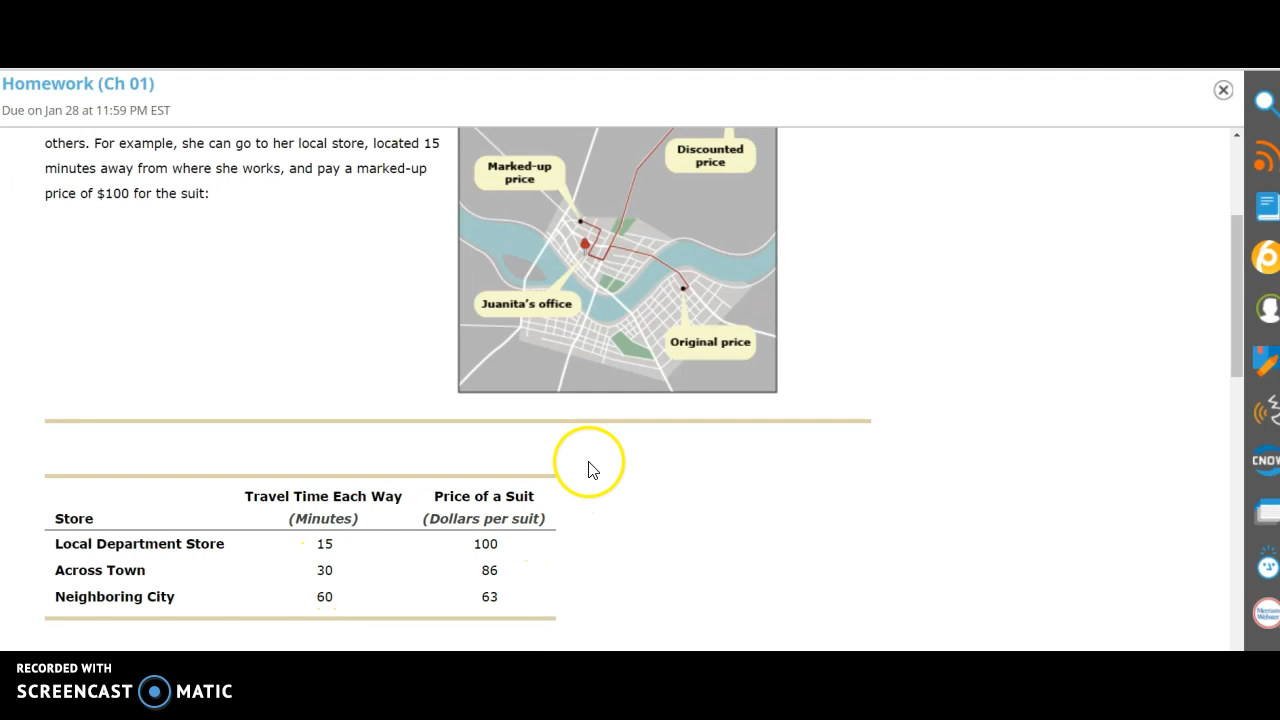 Homework (Ch 01)
Due on Jan 28 at 11:59 PM EST
others. For example, she can go to her local store, located 15
minutes away from where she works, and pay a marked-up
price of $100 for the suit:
Discounted
price
Marked-up
price
Juanita's office
Original price
Travel Time Each Way Price of a Suit
Store (Minutes) (Dollars per suit)
Local Department Store 15 100
Across Town 30 86
Neighboring City 60 63
CNOW
Merriam
Webster
RECORDED WITH
SCREENCAST MATIC